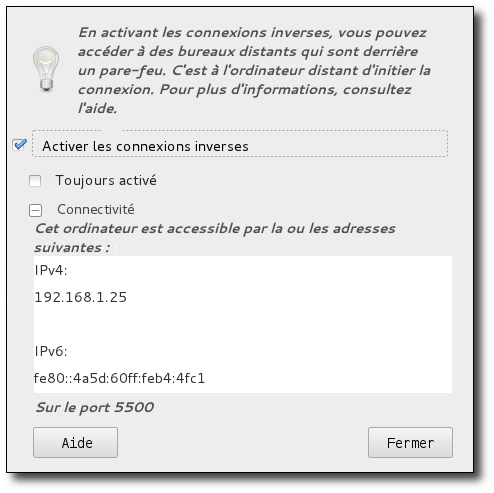 En activant les connexions inverses, vous pouvez
accéder à des bureaux distants qui sont derrière
un pare-feu. C'est à l'ordinateur distant d'initier la
connexion. Pour plus d'informations, consultez
l'aide.
Activer les connexions inverses
Toujours activé
Connectivité
Cet ordinateur est accessible par la ou les adresses
suivantes :
IPv4:
192.168.1.25
IPv6:
fe80::4a5d:60ff:feb4:4fc1
Sur le port 5500
Aide
Fermer